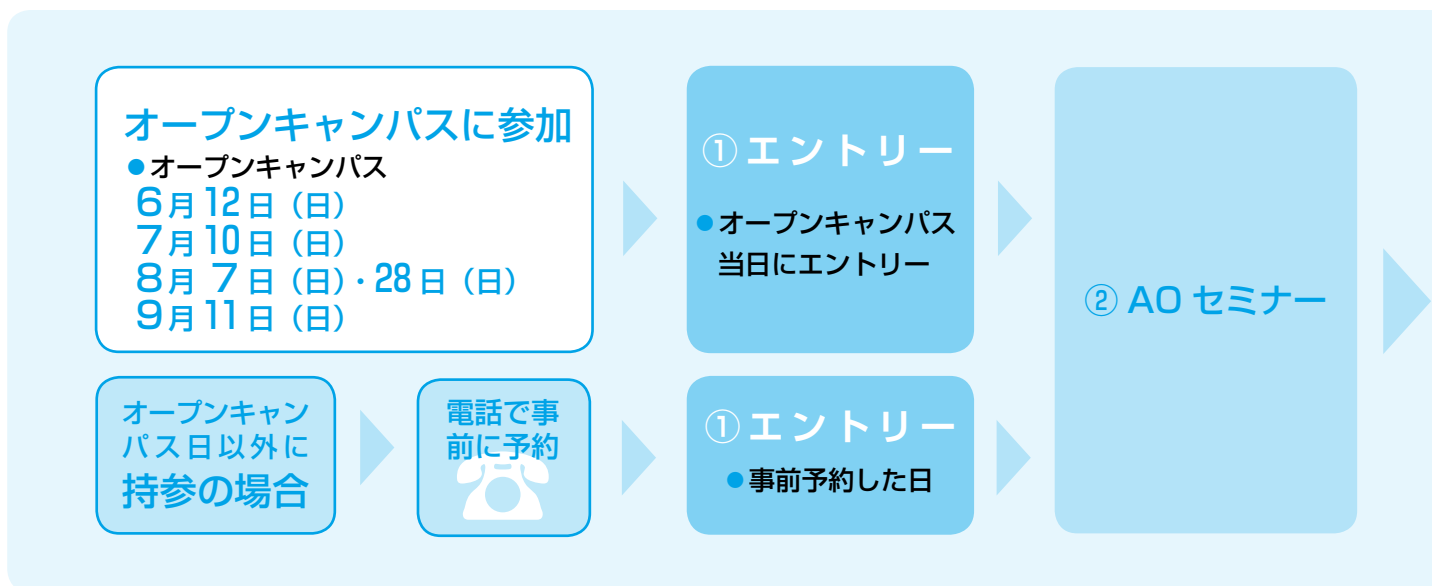 オープンキャンパスに参加
●オープンキャンパス
6月12日（日）
7月10日（日）
8月 7日（日）・28日（日）
9月11日（日）
①エントリー
●オープンキャンパス
当日にエントリー
オープンキャン
パス日以外に
持参の場合
電話で事
前に予約
①エントリー
●事前予約した日
② AO セミナー